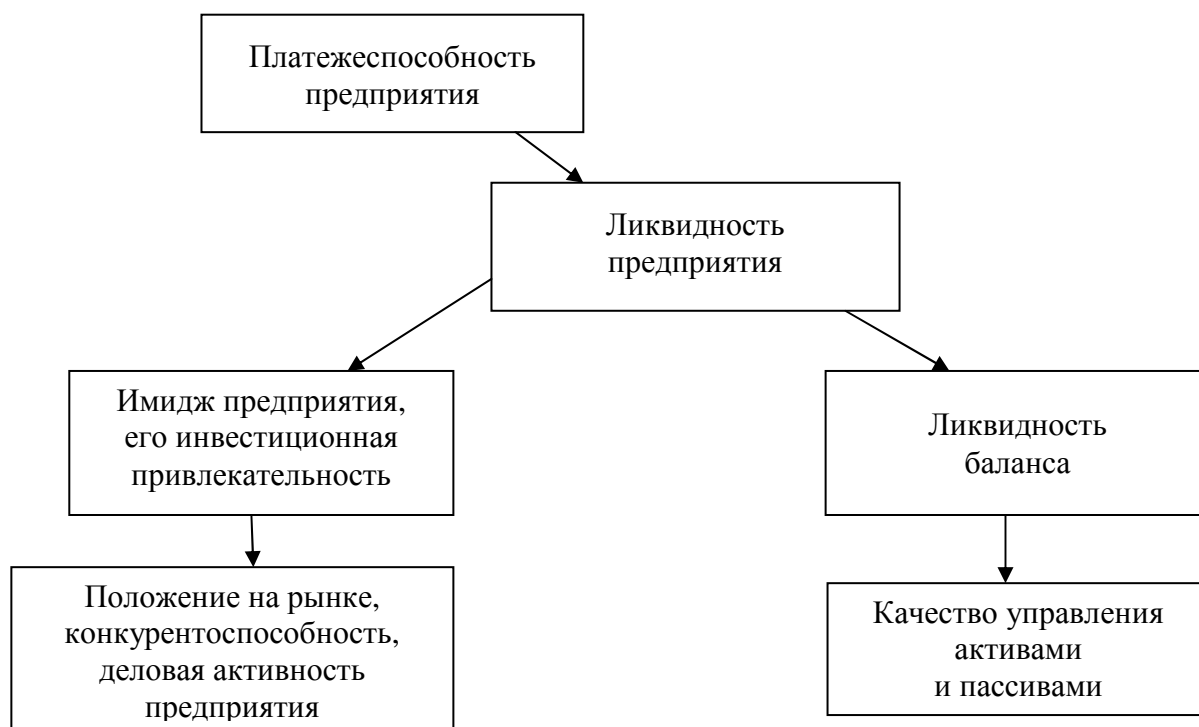 Платежеспособность
предприятия
Ликвидность
предприятия
Имидж предприятия,
его инвестиционная
привлекательность
Ликвидность
баланса
Положение на рынке,
конкурентоспособность,
деловая активность
предприятия
Качество управления
активами
и пассивами